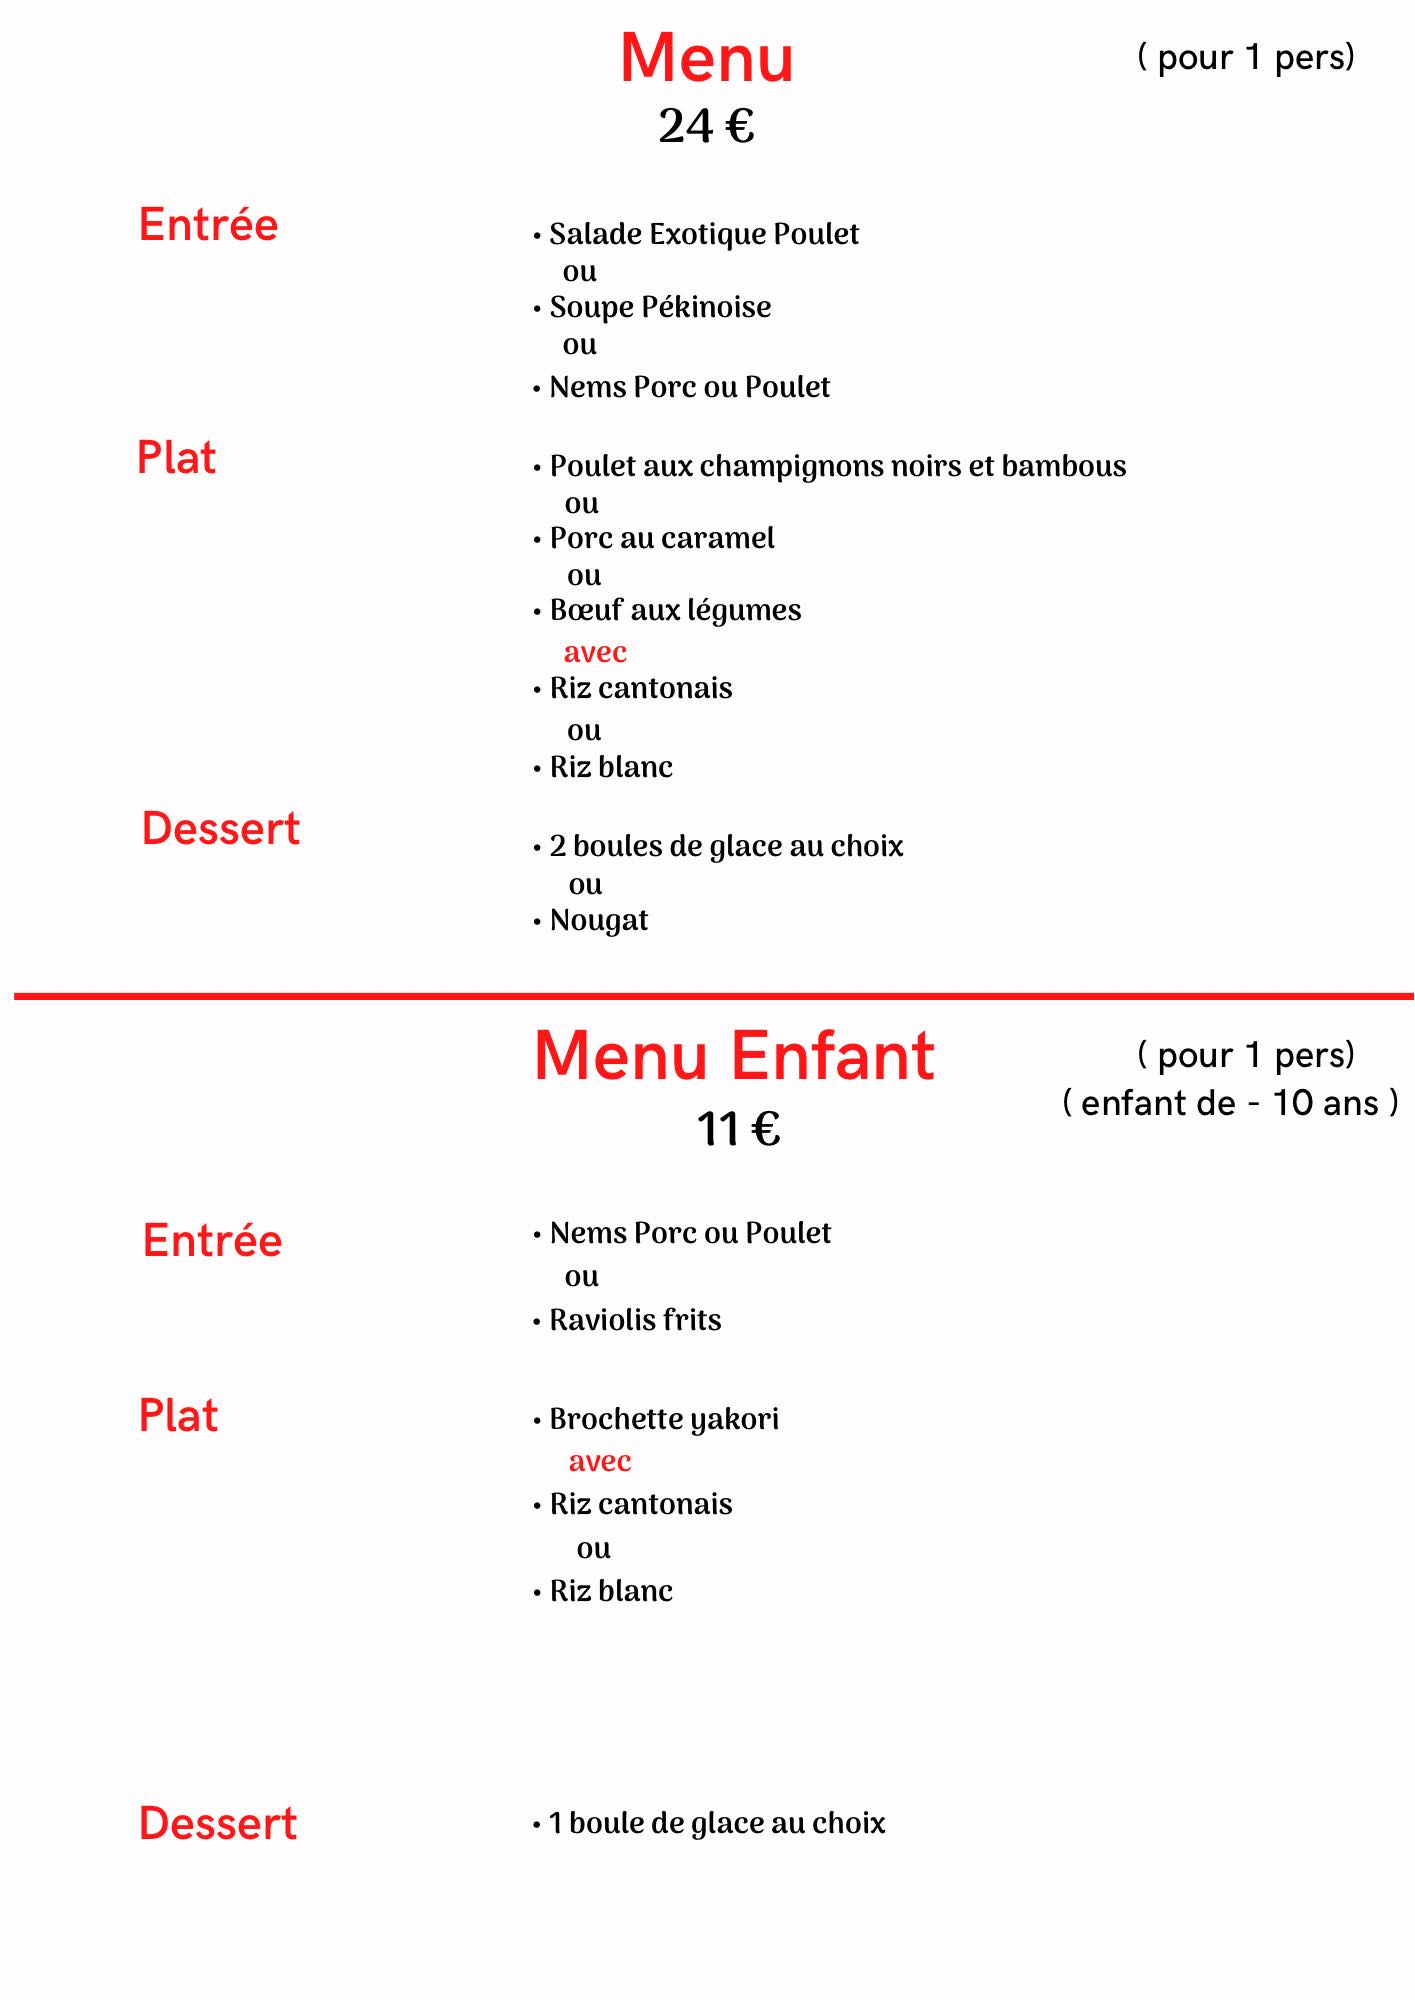 Menu
( pour 1 pers)
24 €
Entrée
• Salade Exotique Poulet
ou
• Soupe Pékinoise
ou
• Nems Porc ou Poulet
Plat
• Poulet aux champignons noirs et bambous
ou
• Porc au caramel
ou
• Bœuf aux légumes
avec
• Riz cantonais
ou
• Riz blanc
Dessert
• 2 boules de glace au choix
ou
• Nougat
Menu Enfant
( pour 1 pers)
( enfant de - 10 ans )
11 €
Entrée
• Nems Porc ou Poulet
ou
• Raviolis frits
Plat
• Brochette yakori
avec
• Riz cantonais
ou
• Riz blanc
Dessert
• 1 boule de glace au choix